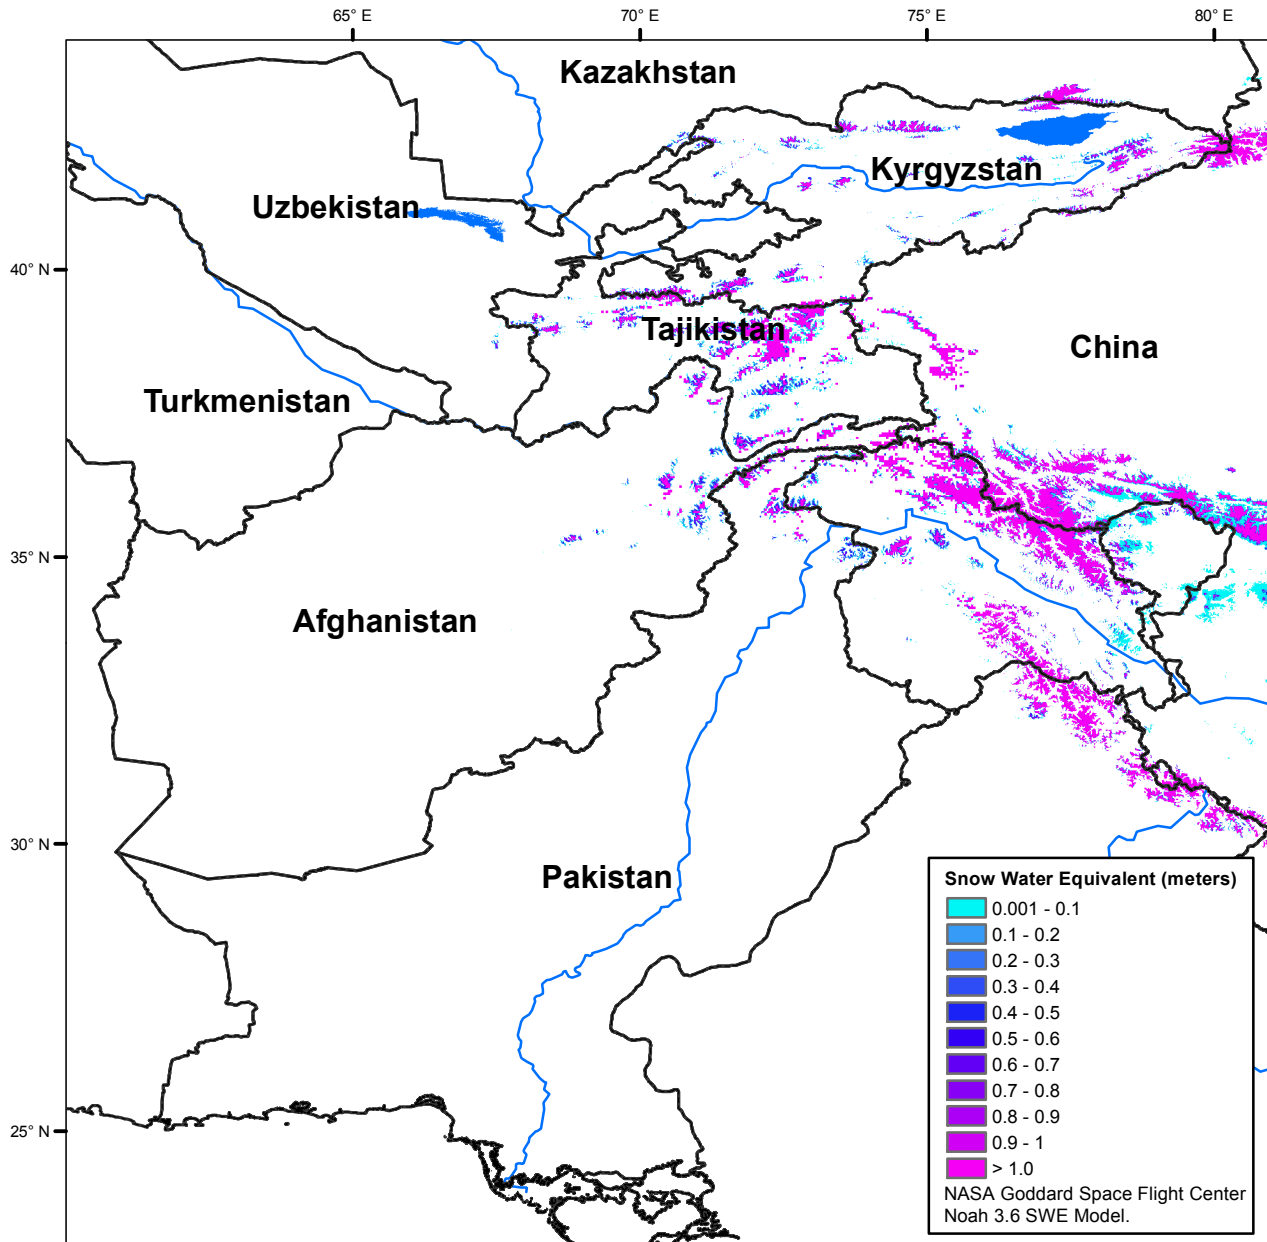 65° E
70° E
75° E
80° E
Kazakhstan
Kyrgyzstan
Uzbekistan
40° N
Tajikistan
China
Turkmenistan
35° N
Afghanistan
30° N
Pakistan
25° N
Snow Water Equivalent (meters)
0.001 - 0.1
0.1 - 0.2
0.2 - 0.3
0.3 - 0.4
0.4 - 0.5
0.5 - 0.6
0.6 - 0.7
0.7 - 0.8
0.8 - 0.9
0.9 - 1
> 1.0
NASA Goddard Space Flight Center
Noah 3.6 SWE Model.